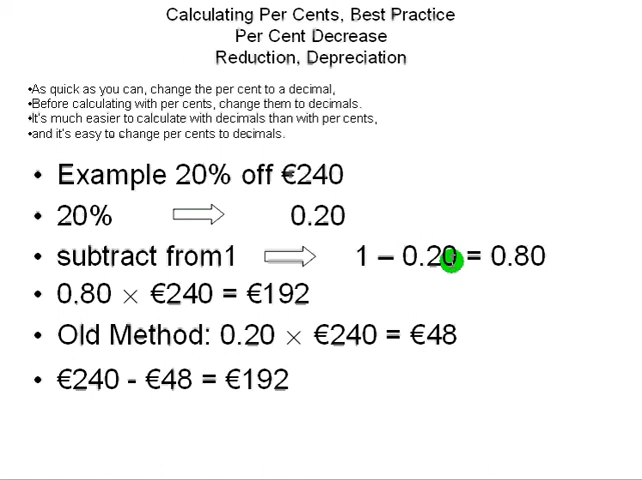 Calculating Per Cents, Best Practice
Per Cent Decrease
Reduction, Depreciation
•As quick as you can, change the per cent to a decimal,
•Before calculating with per cents, change them to decimals.
•It's much easier to calculate with decimals than with per cents,
•and it's easy to change per cents to decimals.
• Example 20% off €240
• 20% ⇨ 0.20
• subtract from1 ⇨ 1 – 0.20 = 0.80
• 0.80 × €240 = €192
• Old Method: 0.20 × €240 = €48
• €240 - €48 = €192